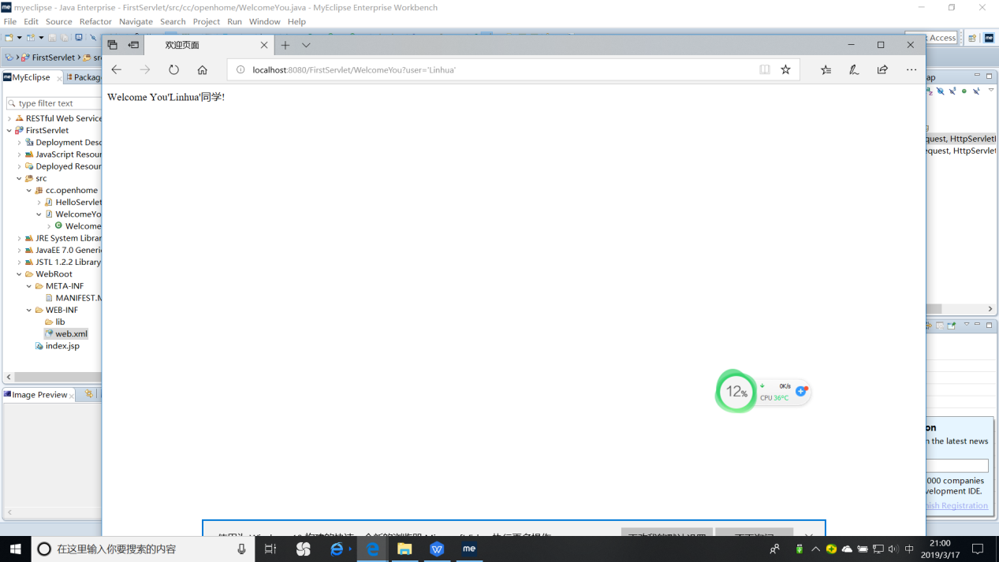 myeclipse - Java Enterprise - FirstServlet/src/cc/openhome/WelcomeYou.java - MyEclipse Enterprise Workbench
File Edit Source Refactor Navigate Search Project Run Window Help
Access
FirstServlet
欢迎页面
localhost:8080/FirstServlet/WelcomeYou?user='Linhua'
MyEclipse
Welcome You'Linhua'同学!
type filter text
RESTful Web Service
FirstServlet
quest, HttpServlet
Deployment Desc
JavaScript Resour
quest, HttpServlet
Deployed Resour
src
cc.openhome
HelloServlet
WelcomeYo
Welcome
JRE System Librar
JavaEE 7.0 Generi
JSTL 1.2.2 Library
WebRoot
META-INF
MANIFEST.M
WEB-INF
lib
web.xml
index.jsp
12%
0K/s
CPU 36°C
Image Preview
on
n the latest news
000 companies
velopment IDE.
ish Registration
在这里输入你要搜索的内容
me
中
21:00
2019/3/17